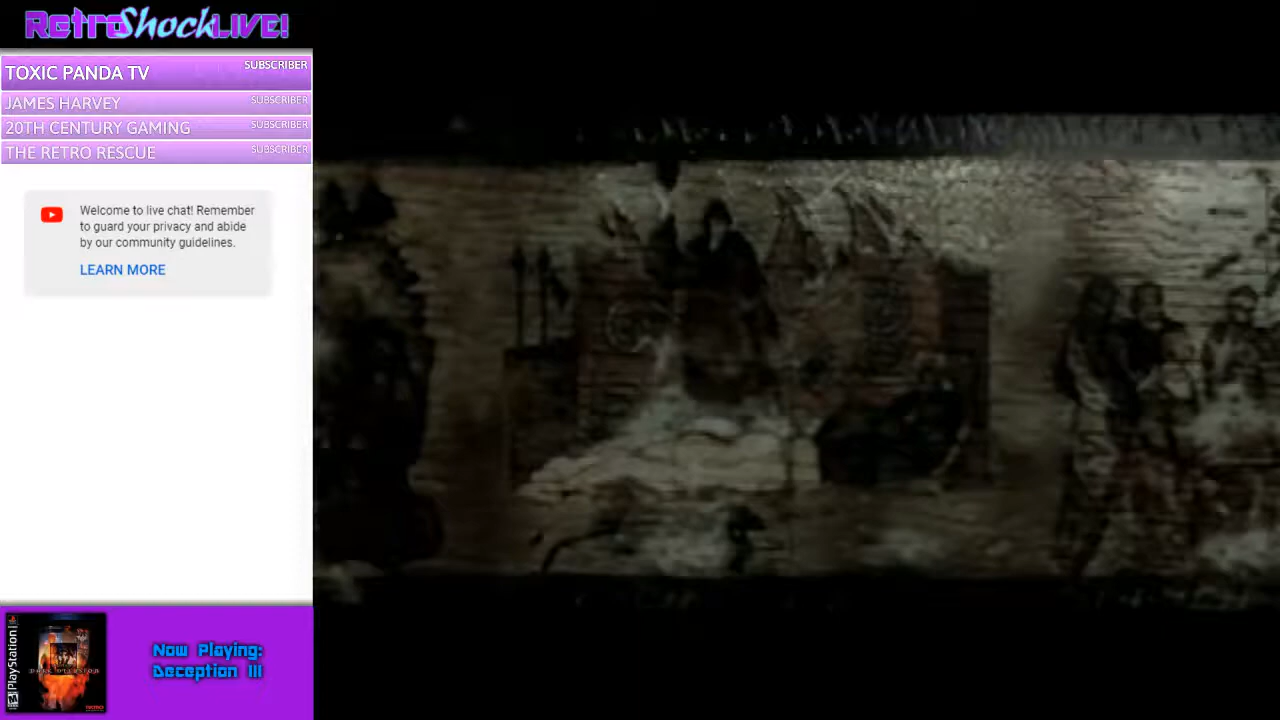 RetroShockLIVE!
TOXIC PANDA TV SUBSCRIBER
JAMES HARVEY SUBSCRIBER
20TH CENTURY GAMING SUBSCRIBER
THE RETRO RESCUE SUBSCRIBER
Welcome to live chat! Remember
to guard your privacy and abide
by our community guidelines.
LEARN MORE
PlayStation
TECMO
Now Playing:
Deception III